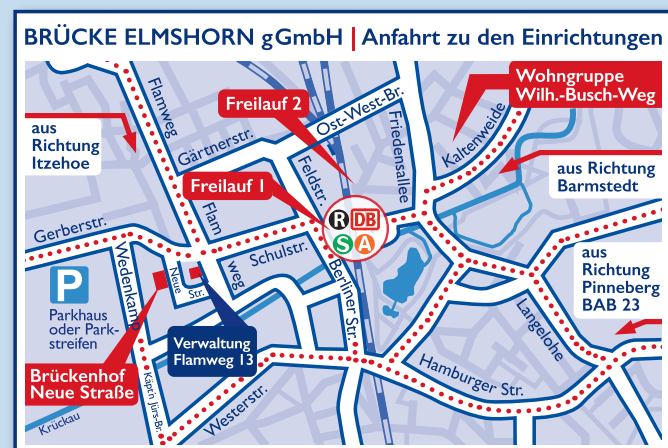 BRÜCKE ELMSHORN gGmbH | Anfahrt zu den Einrichtungen
Wohngruppe
Wilh.-Busch-Weg
Freilauf 2
Flamweg
Ost-West-Br.
Friedensallee
Kaltenweide
aus
Richtung
Itzehoe
Gärtnerstr.
Feldstr.
aus Richtung
Barmstedt
Freilauf 1
R DB
S A
Gerberstr.
Flam
weg
Schulstr.
Wedenkamp
Neue
Str.
Berliner Str.
aus
Richtung
Pinneberg
BAB 23
P
Parkhaus
oder Park-
streifen
Verwaltung
Flamweg 13
Langelohe
Brückenhof
Neue Straße
Käpt'n Jürs-Br.
Hamburger Str.
Westerstr.
Krückau